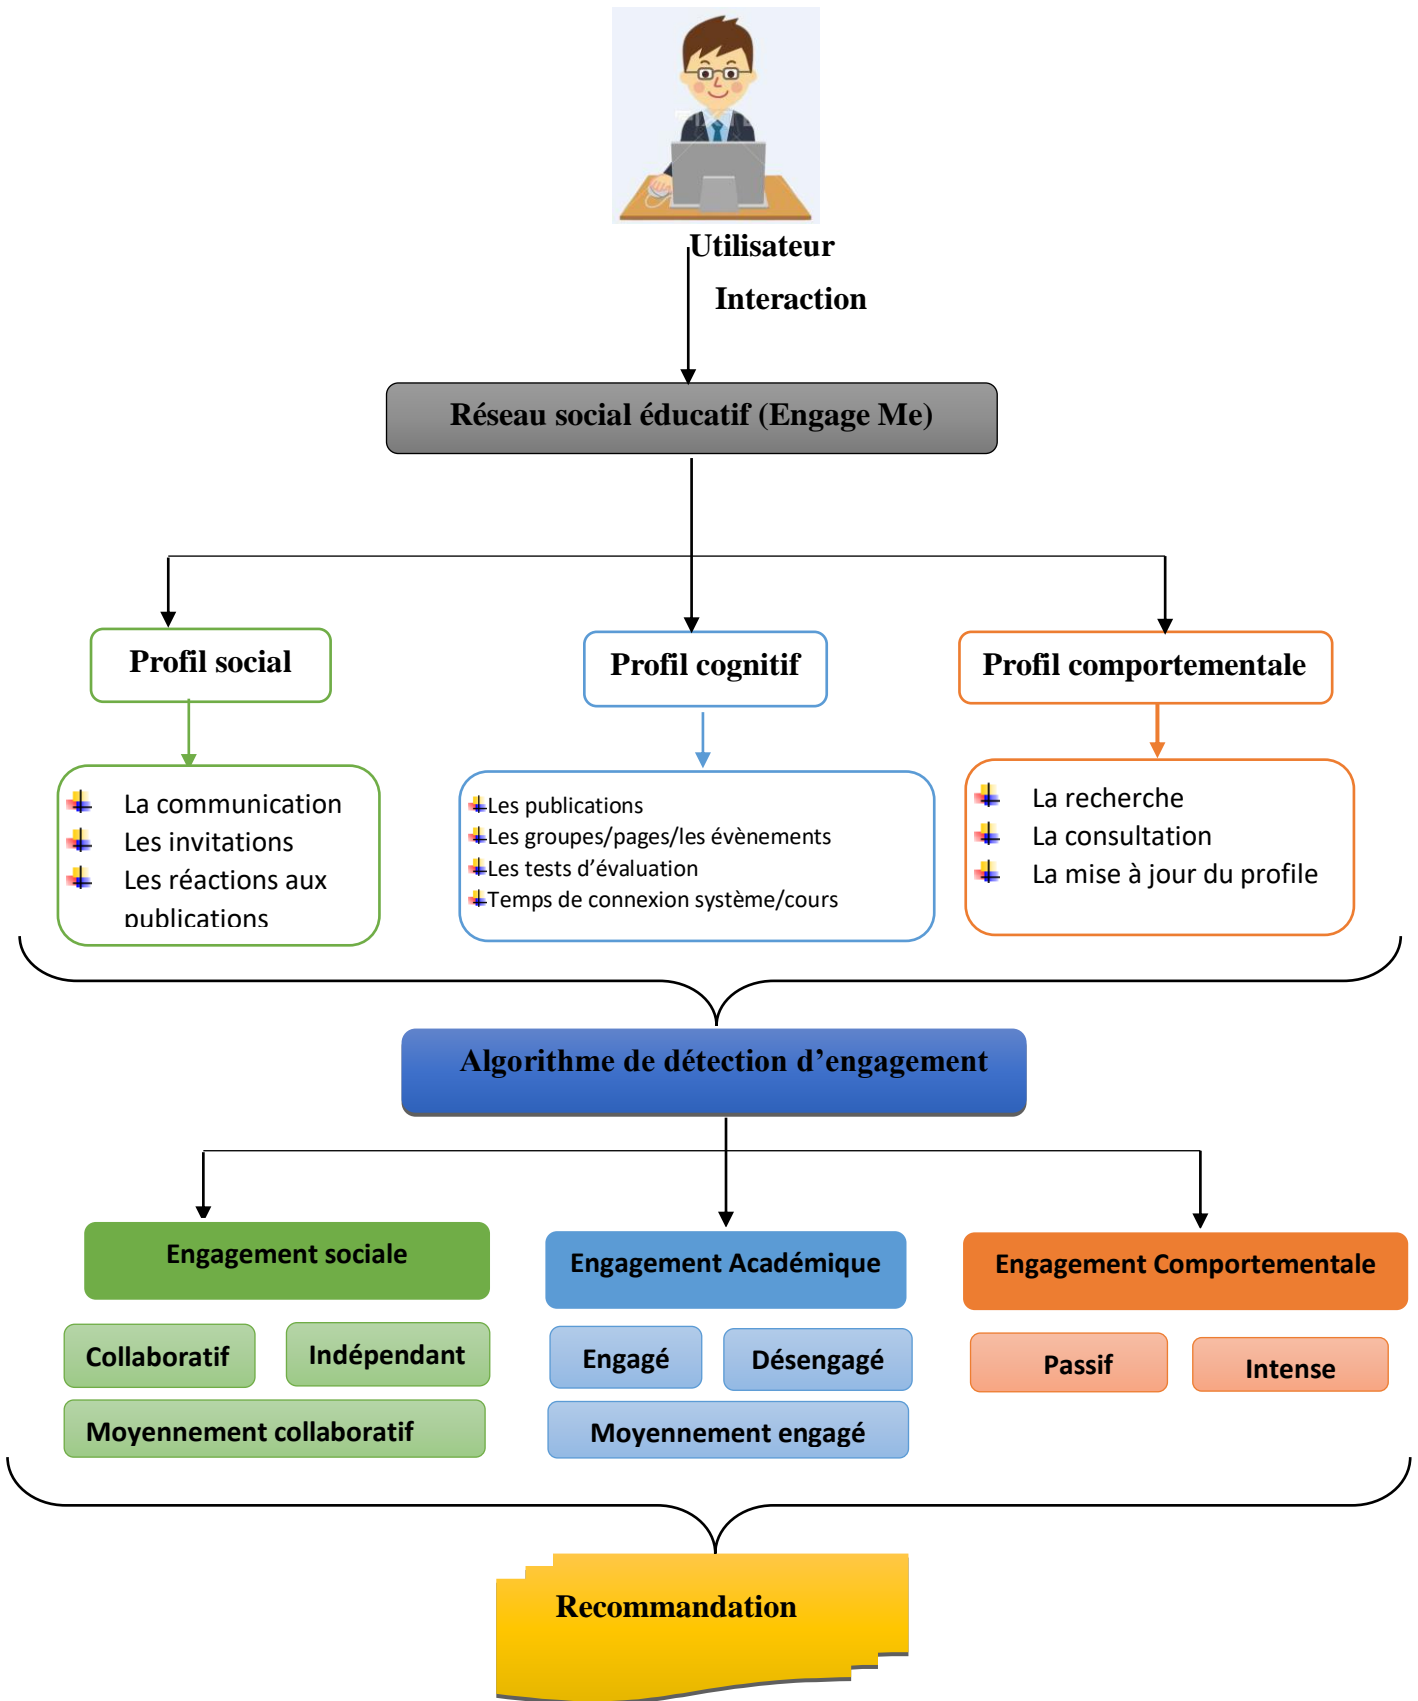 Utilisateur
Interaction
Réseau social éducatif (Engage Me)
Profil social
Profil cognitif
Profil comportementale
La communication
Les invitations
Les réactions aux
publications
Les publications
Les groupes/pages/les évènements
Les tests d’évaluation
Temps de connexion système/cours
La recherche
La consultation
La mise à jour du profile
Algorithme de détection d’engagement
Engagement sociale
Engagement Académique
Engagement Comportementale
Collaboratif
Indépendant
Moyennement collaboratif
Engagé
Désengagé
Moyennement engagé
Passif
Intense
Recommandation